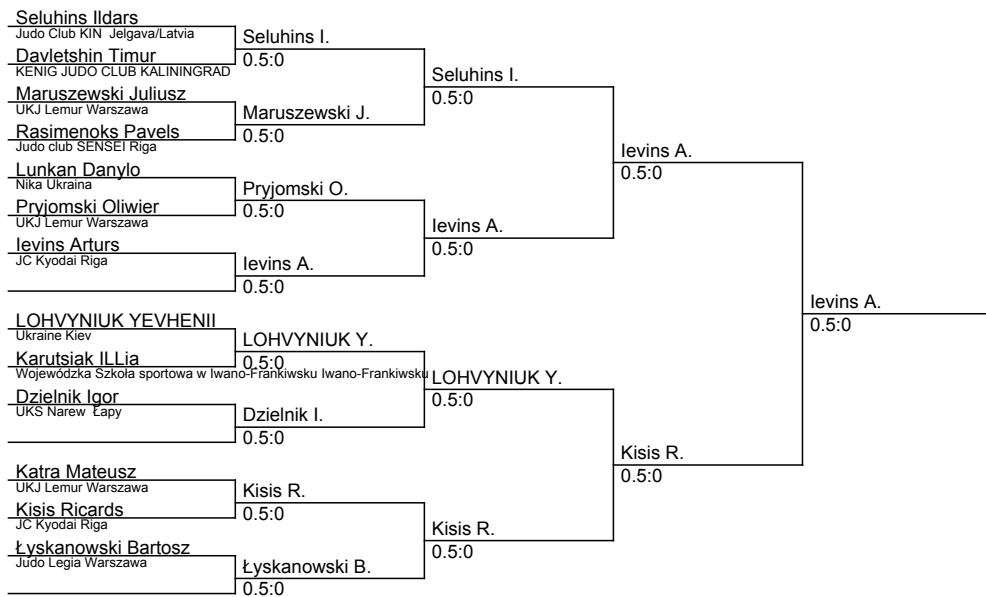 Seluhins Ildars
Judo Club KIN  Jelgava/Latvia
Davletshin Timur
KENIG JUDO CLUB KALININGRAD
Maruszewski Juliusz
UKJ Lemur Warszawa
Rasimenoks Pavels
Judo club SENSEI Riga
Lunkan Danylo
Nika Ukraina
Pryjomski Oliwier
UKJ Lemur Warszawa
Ievins Arturs
JC Kyodai Riga
LOHVYNIUK YEVHENII
Ukraine Kiev
Karutsiak ILLia
Wojewódzka Szkoła sportowa w Iwano-Frankiwsku Iwano-Frankiwsku
Dzielnik Igor
UKS Narew  Łapy
Katra Mateusz
UKJ Lemur Warszawa
Kisis Ricards
JC Kyodai Riga
Łyskanowski Bartosz
Judo Legia Warszawa
Seluhins I.
0.5:0
Maruszewski J.
0.5:0
Pryjomski O.
0.5:0
Ievins A.
0.5:0
LOHVYNIUK Y.
0.5:0
Dzielnik I.
0.5:0
Kisis R.
0.5:0
Łyskanowski B.
0.5:0
Seluhins I.
0.5:0
Ievins A.
0.5:0
LOHVYNIUK Y.
0.5:0
Kisis R.
0.5:0
Ievins A.
0.5:0
Kisis R.
0.5:0
Ievins A.
0.5:0